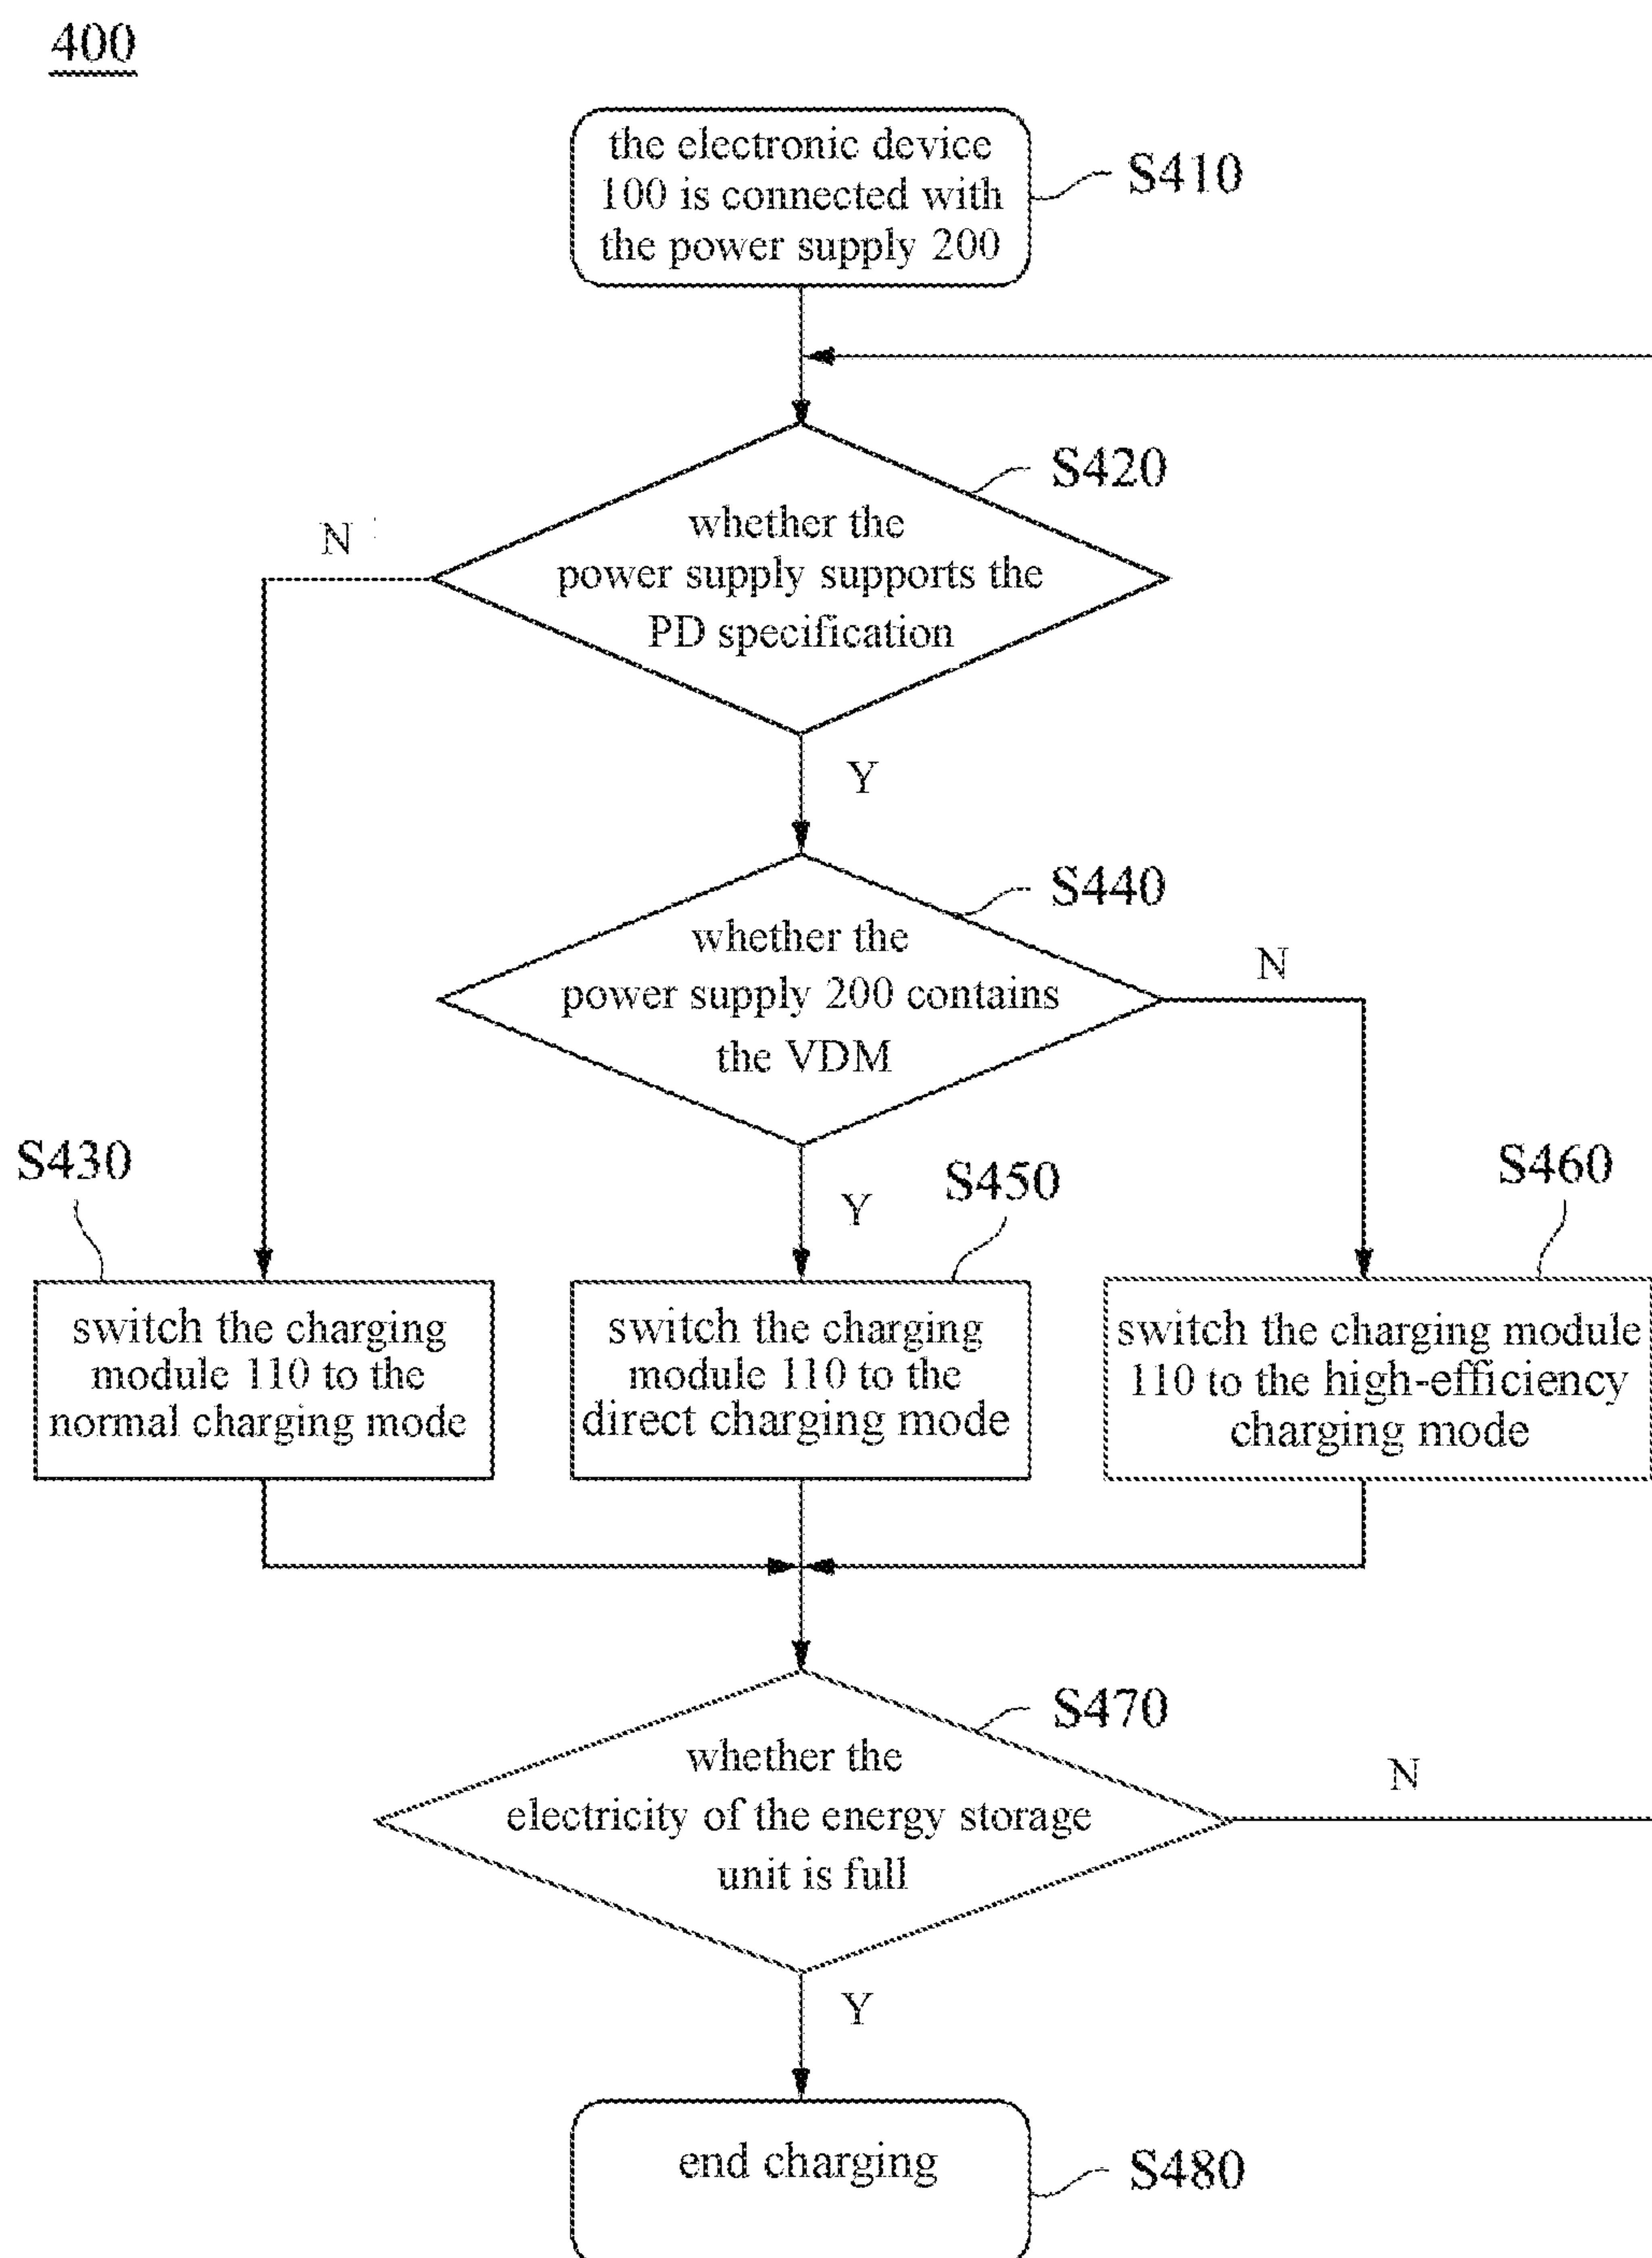 400
the electronic device
100 is connected with
the power supply 200
S410
S420
whether the
power supply supports the
PD specification
N
Y
S440
whether the
power supply 200 contains
the VDM
N
Y
S430
S450
S460
switch the charging
module 110 to the
normal charging mode
switch the charging
module 110 to the
direct charging mode
switch the charging module
110 to the high-efficiency
charging mode
S470
whether the
electricity of the energy storage
unit is full
N
Y
end charging
S480